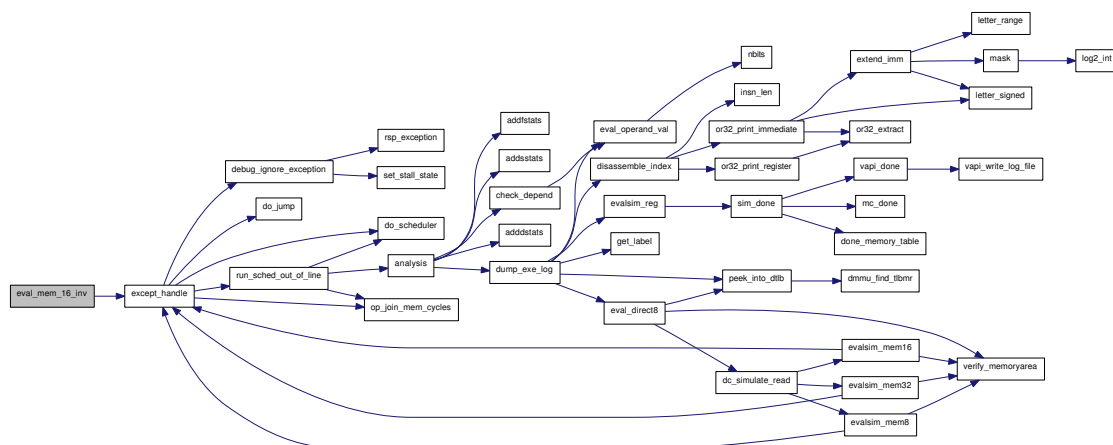 letter_range
nbits
extend_imm
mask
log2_int
insn_len
letter_signed
addfstats
eval_operand_val
or32_print_immediate
or32_extract
rsp_exception
addsstats
disassemble_index
or32_print_register
vapi_done
vapi_write_log_file
debug_ignore_exception
set_stall_state
check_depend
evalsim_reg
sim_done
mc_done
do_jump
do_scheduler
adddstats
get_label
done_memory_table
analysis
dump_exe_log
run_sched_out_of_line
peek_into_dtlb
dmmu_find_tlbmr
eval_mem_16_inv
except_handle
op_join_mem_cycles
eval_direct8
evalsim_mem16
verify_memoryarea
dc_simulate_read
evalsim_mem32
evalsim_mem8